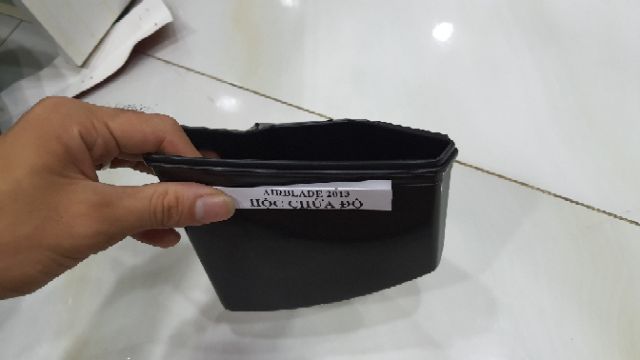 AIRBLADE 2013
HỘC CHỨA ĐỒ